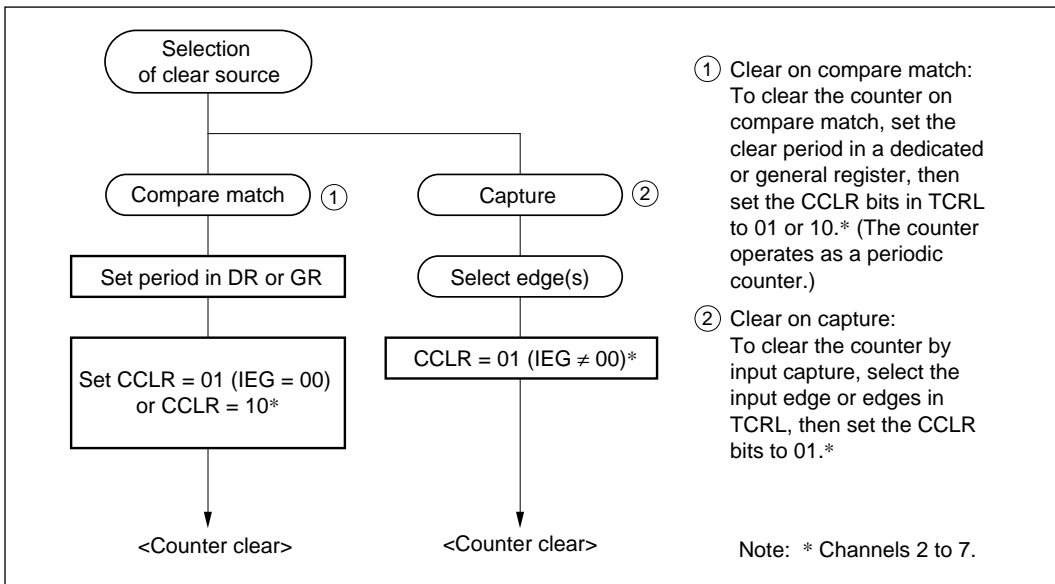 Selection
of clear source
Compare match
①
Capture
②
Set period in DR or GR
Select edge(s)
Set CCLR = 01 (IEG = 00)
or CCLR = 10*
CCLR = 01 (IEG ≠ 00)*
<Counter clear>
<Counter clear>
① Clear on compare match:
To clear the counter on
compare match, set the
clear period in a dedicated
or general register, then
set the CCLR bits in TCRL
to 01 or 10.* (The counter
operates as a periodic
counter.)
② Clear on capture:
To clear the counter by
input capture, select the
input edge or edges in
TCRL, then set the CCLR
bits to 01.*
Note: * Channels 2 to 7.